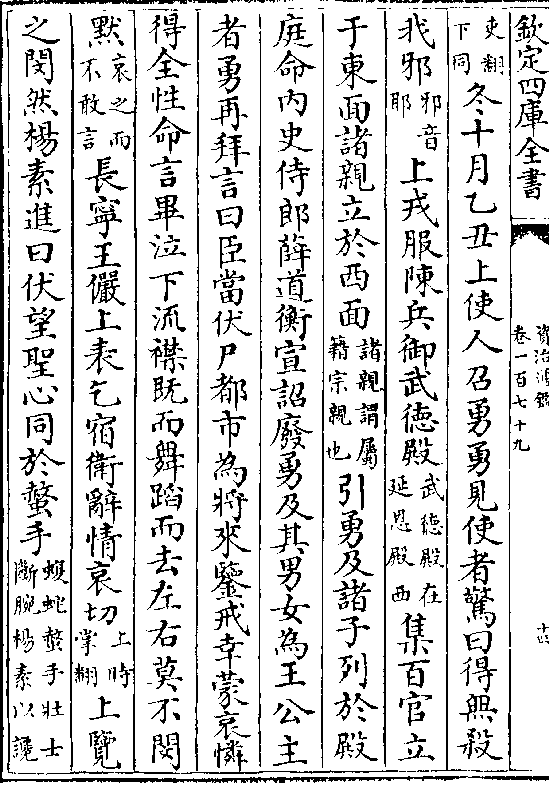 欽定四庫全書
資治通鑑
卷一百七十九
十四
吏翻
下同
冬十月乙丑上使人召勇勇見使者驚曰得無殺
我邪
邪音
耶
上戎服陳兵御武德殿
武德殿在
延恩殿西
集百官立
于東面諸親立於西面
諸親謂屬
籍宗親也
引勇及諸子列於殿
庭命内史侍郎薛道衡宣詔廢勇及其男女為王公主
者勇再拜言曰臣當伏尸都市為將來鑒戒幸蒙哀憐
得全性命言畢泣下流襟既而舞蹈而去左右莫不閔
黙
哀之而
不敢言
長寧王儼上表乞宿衛辭情哀切
上時
掌翻
上覽
之閔然楊素進曰伏望聖心同於螫手
蝮蛇螫手壯士
斷腕楊素以讒